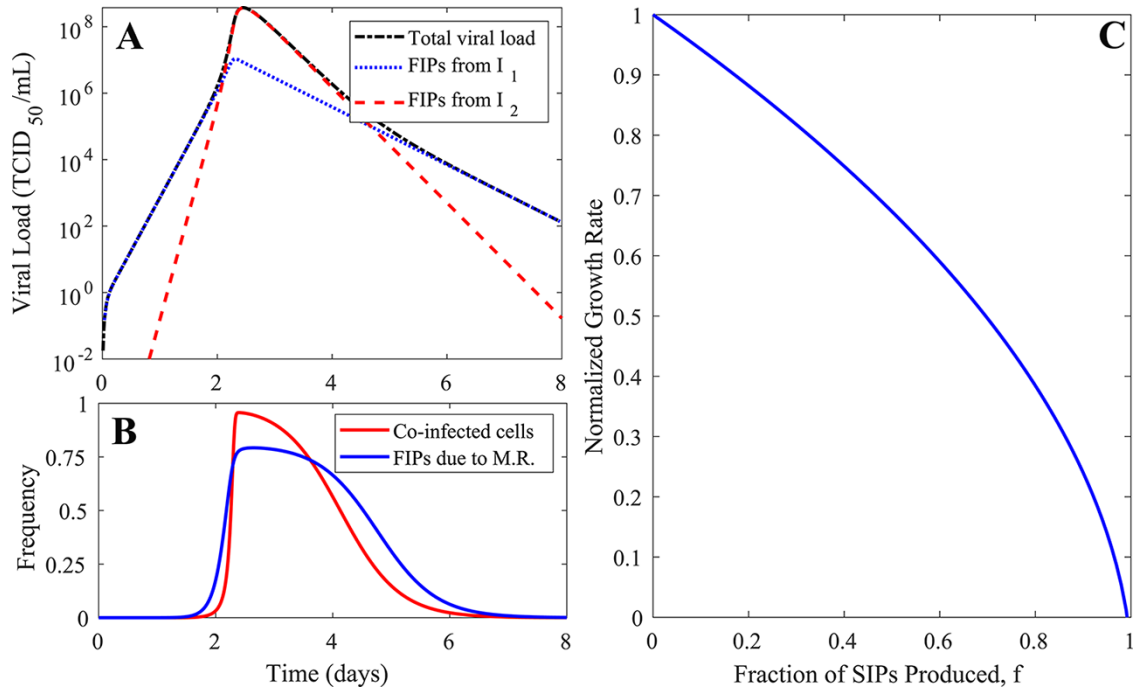 A
Total viral load
FIPs from I 1
FIPs from I 2
Viral Load (TCID 50 /mL)
10^8
10^6
10^4
10^2
10^0
10^-2
0 2 4 6 8
B
Co-infected cells
FIPs due to M.R.
Frequency
1
0.75
0.5
0.25
0
0 2 4 6 8
Time (days)
C
Normalized Growth Rate
1
0.9
0.8
0.7
0.6
0.5
0.4
0.3
0.2
0.1
0
0 0.2 0.4 0.6 0.8 1
Fraction of SIPs Produced, f